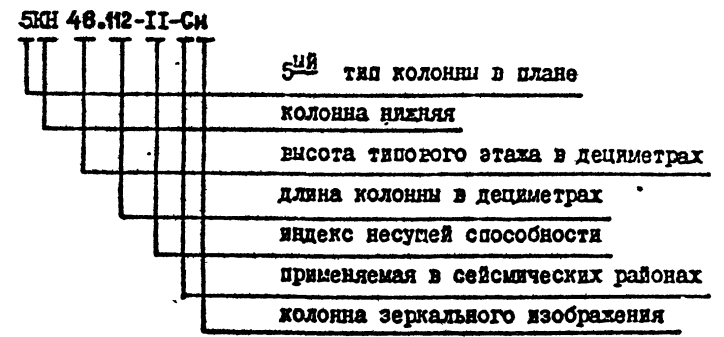 5КН 48.112-II-Сн
5ый тип колонны в плане
колонна нижняя
высота типового этажа в дециметрах
длина колонны в дециметрах
индекс несущей способности
применяемая в сейсмических районах
колонна зеркального изображения